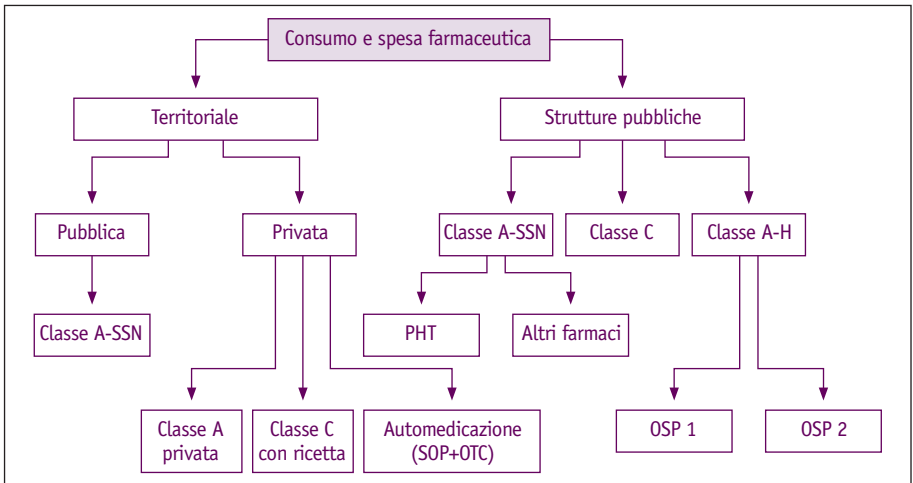 Consumo e spesa farmaceutica
Territoriale
Strutture pubbliche
Pubblica
Privata
Classe A-SSN
Classe C
Classe A-H
Classe A-SSN
PHT
Altri farmaci
Classe A
privata
Classe C
con ricetta
Automedicazione
(SOP+OTC)
OSP 1
OSP 2